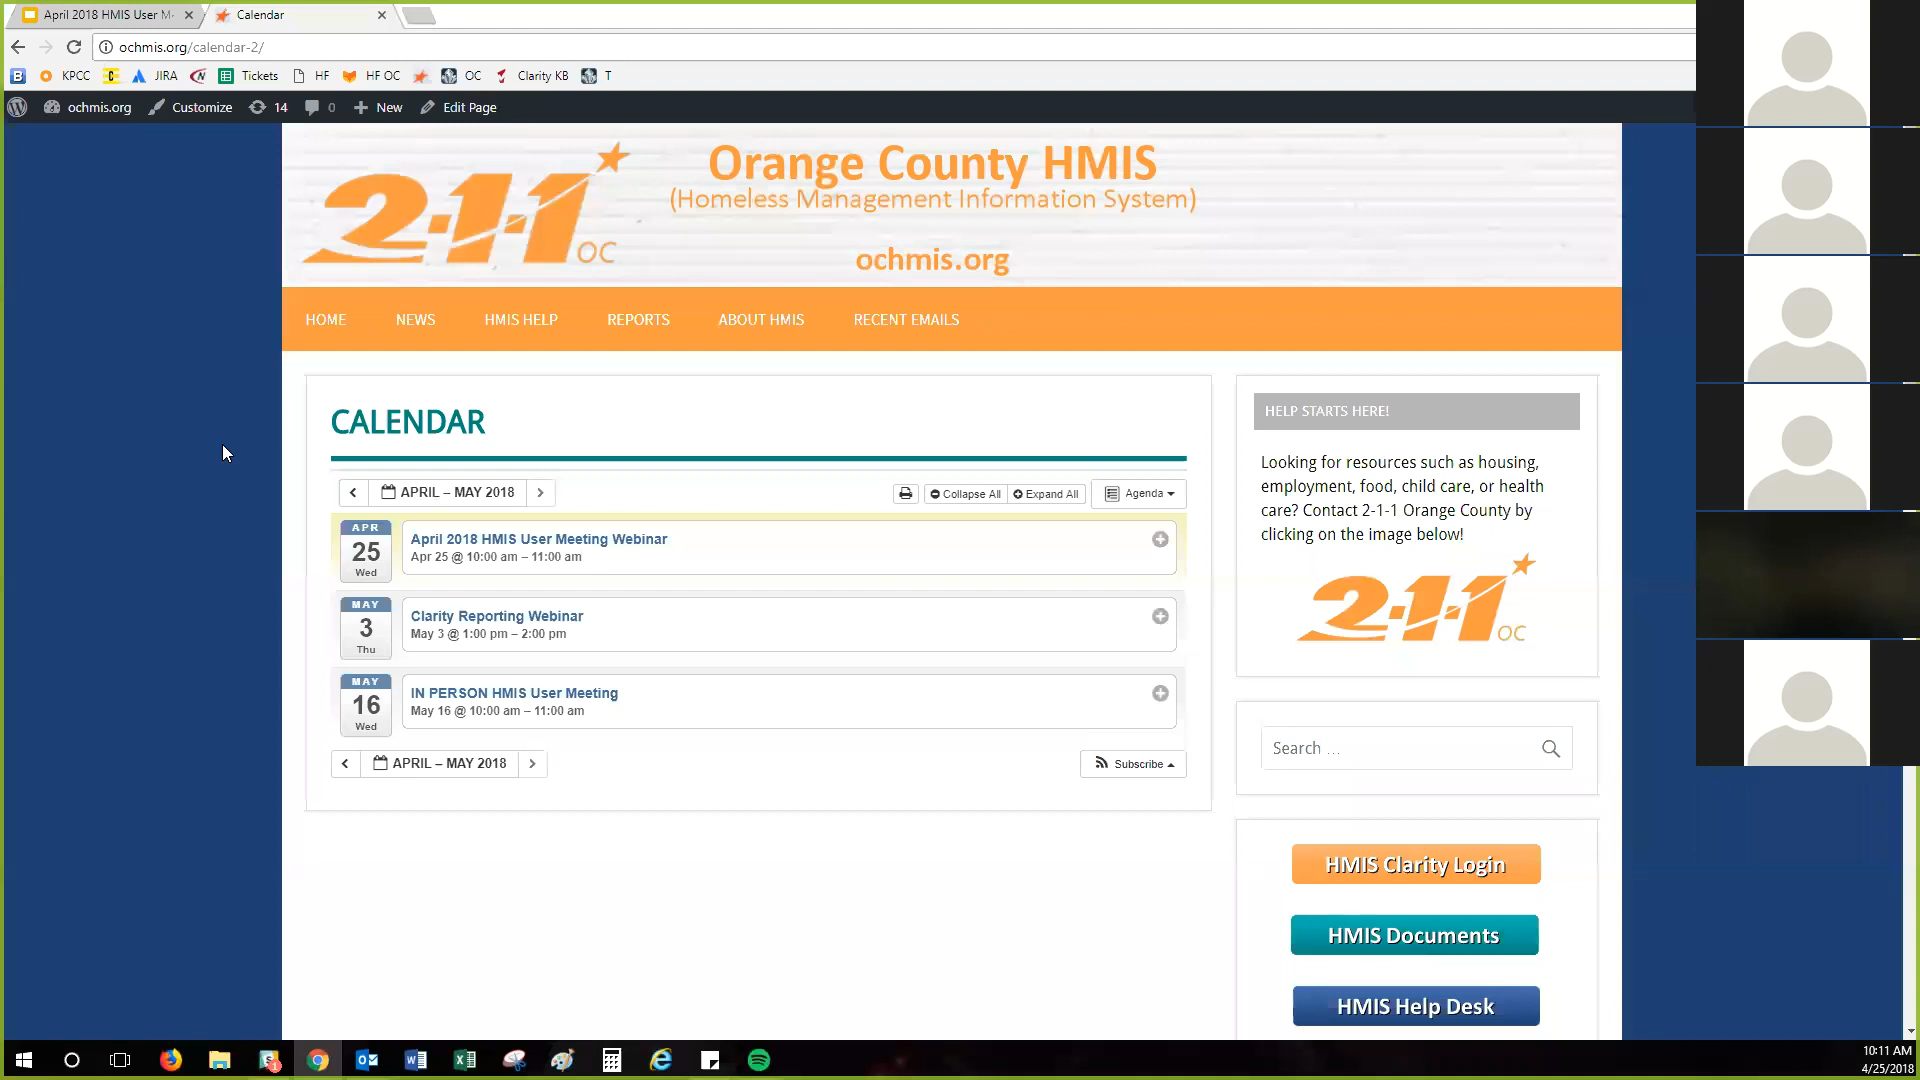 April 2018 HMIS User M
Calendar
ochmis.org/calendar-2/
KPCC
JIRA
Tickets
HF
HF OC
OC
Clarity KB
T
ochmis.org
Customize
14
0
New
Edit Page
2-1-1 OC
Orange County HMIS
(Homeless Management Information System)
ochmis.org
HOME
NEWS
HMIS HELP
REPORTS
ABOUT HMIS
RECENT EMAILS
CALENDAR
APRIL – MAY 2018
Collapse All
Expand All
Agenda
APR
25
Wed
April 2018 HMIS User Meeting Webinar
Apr 25 @ 10:00 am – 11:00 am
MAY
3
Thu
Clarity Reporting Webinar
May 3 @ 1:00 pm – 2:00 pm
MAY
16
Wed
IN PERSON HMIS User Meeting
May 16 @ 10:00 am – 11:00 am
APRIL – MAY 2018
Subscribe
HELP STARTS HERE!
Looking for resources such as housing,
employment, food, child care, or health
care? Contact 2-1-1 Orange County by
clicking on the image below!
2-1-1 OC
Search …
HMIS Clarity Login
HMIS Documents
HMIS Help Desk
10:11 AM
4/25/2018